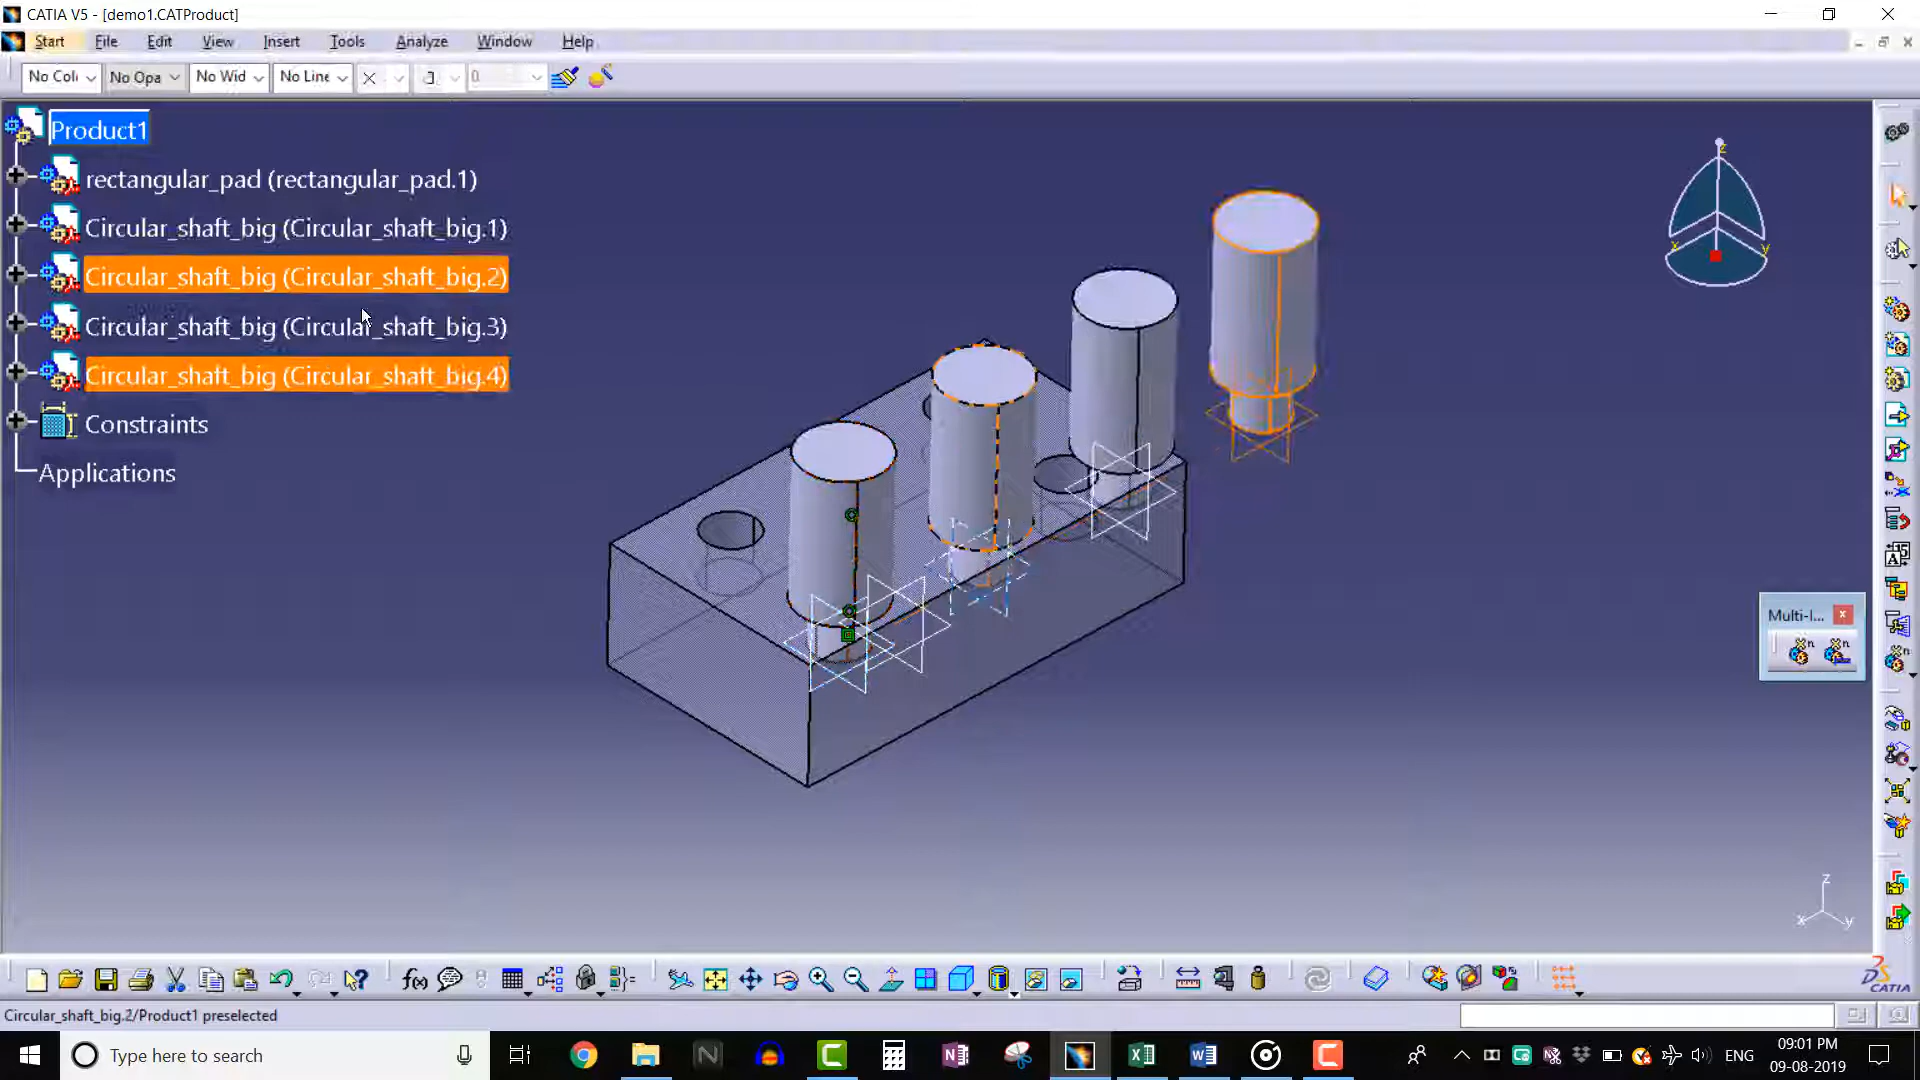 CATIA V5 - [demo1.CATProduct]
Start File Edit View Insert Tools Analyze Window Help
No Col No Opa No Wid No Line 0
Product1
rectangular_pad (rectangular_pad.1)
Circular_shaft_big (Circular_shaft_big.1)
Circular_shaft_big (Circular_shaft_big.2)
Circular_shaft_big (Circular_shaft_big.3)
Circular_shaft_big (Circular_shaft_big.4)
Constraints
Applications
z
x y
Multi-I...
z
x y
CATIA
Circular_shaft_big.2/Product1 preselected
Type here to search
ENG
09:01 PM
09-08-2019